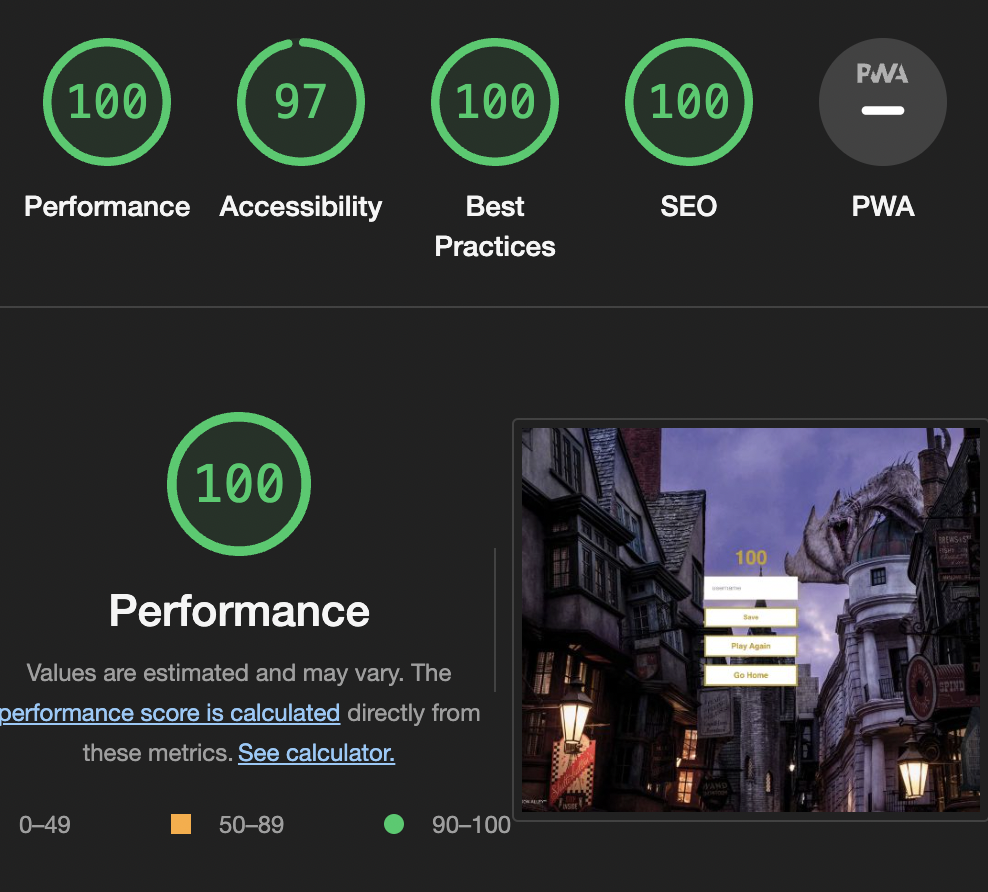 100
97
100
100
PWA
Performance
Accessibility
Best
Practices
SEO
PWA
100
Performance
Values are estimated and may vary. The
performance score is calculated directly from
these metrics. See calculator.
0–49
50–89
90–100
100
Save
Play Again
Go Home